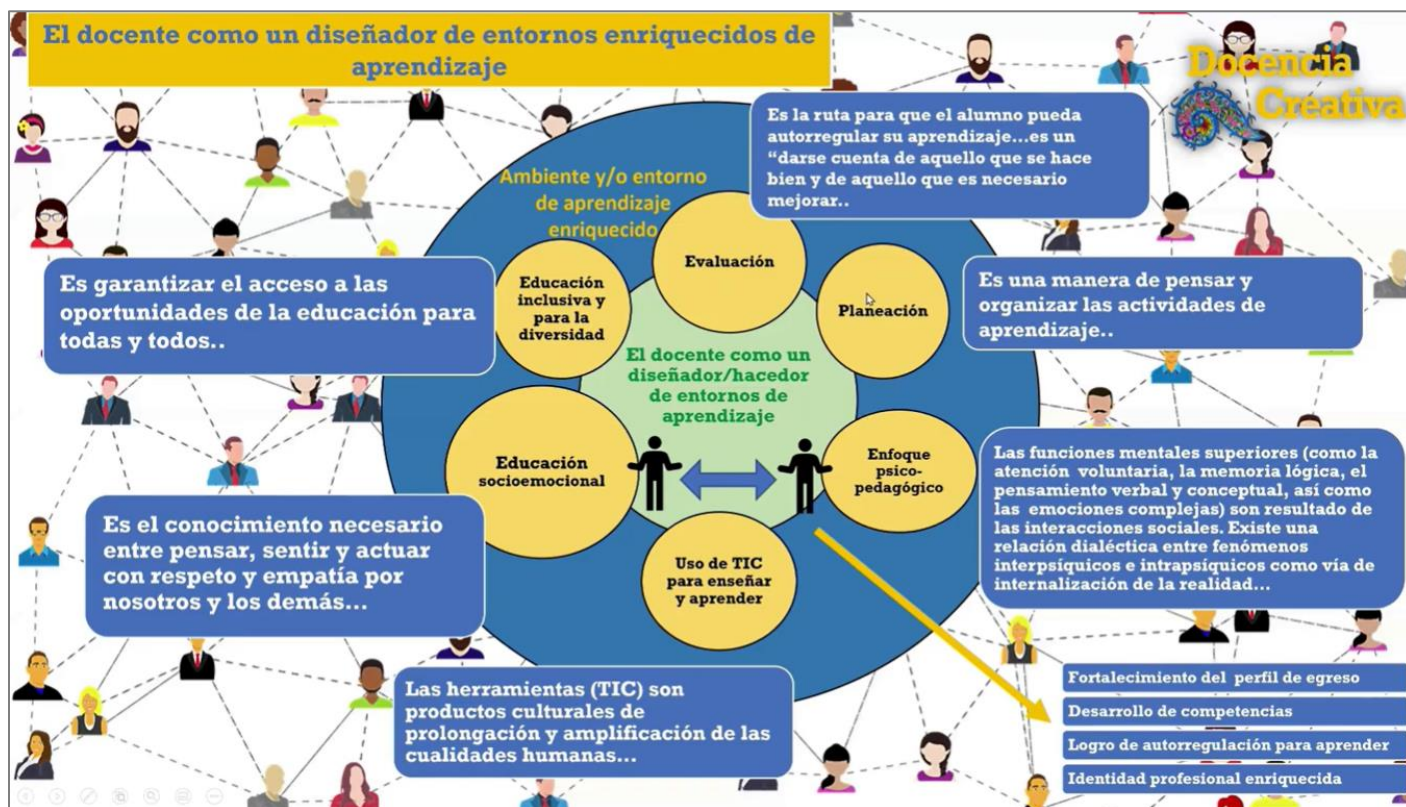 El docente como un diseñador de entornos enriquecidos de
aprendizaje
Docencia
Creativa
Es la ruta para que el alumno pueda
autorregular su aprendizaje...es un
“darse cuenta de aquello que se hace
bien y de aquello que es necesario
mejorar..
Ambiente y/o entorno
de aprendizaje
enriquecido
Evaluación
Educación
inclusiva y
para la
diversidad
Planeación
Es garantizar el acceso a las
oportunidades de la educación para
todas y todos..
Es una manera de pensar y
organizar las actividades de
aprendizaje..
El docente como un
diseñador/hacedor
de entornos de
aprendizaje
Educación
socioemocional
Enfoque
psico-
pedagógico
Las funciones mentales superiores (como la
atención voluntaria, la memoria lógica, el
pensamiento verbal y conceptual, así como
las emociones complejas) son resultado de
las interacciones sociales. Existe una
relación dialéctica entre fenómenos
interpsíquicos e intrapsíquicos como vía de
internalización de la realidad...
Es el conocimiento necesario
entre pensar, sentir y actuar
con respeto y empatía por
nosotros y los demás...
Uso de TIC
para enseñar
y aprender
Las herramientas (TIC) son
productos culturales de
prolongación y amplificación de las
cualidades humanas...
Fortalecimiento del perfil de egreso
Desarrollo de competencias
Logro de autorregulación para aprender
Identidad profesional enriquecida